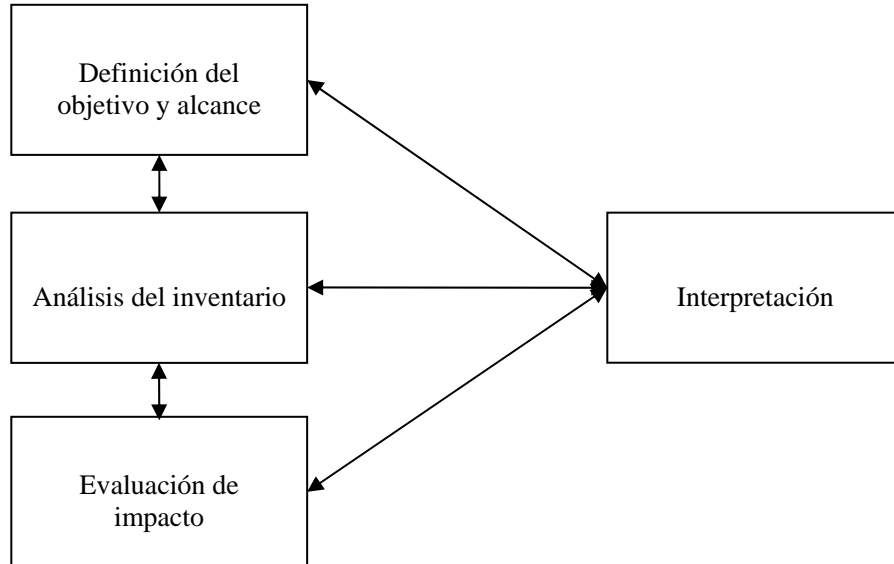 Definición del
objetivo y alcance
Análisis del inventario
Interpretación
Evaluación de
impacto